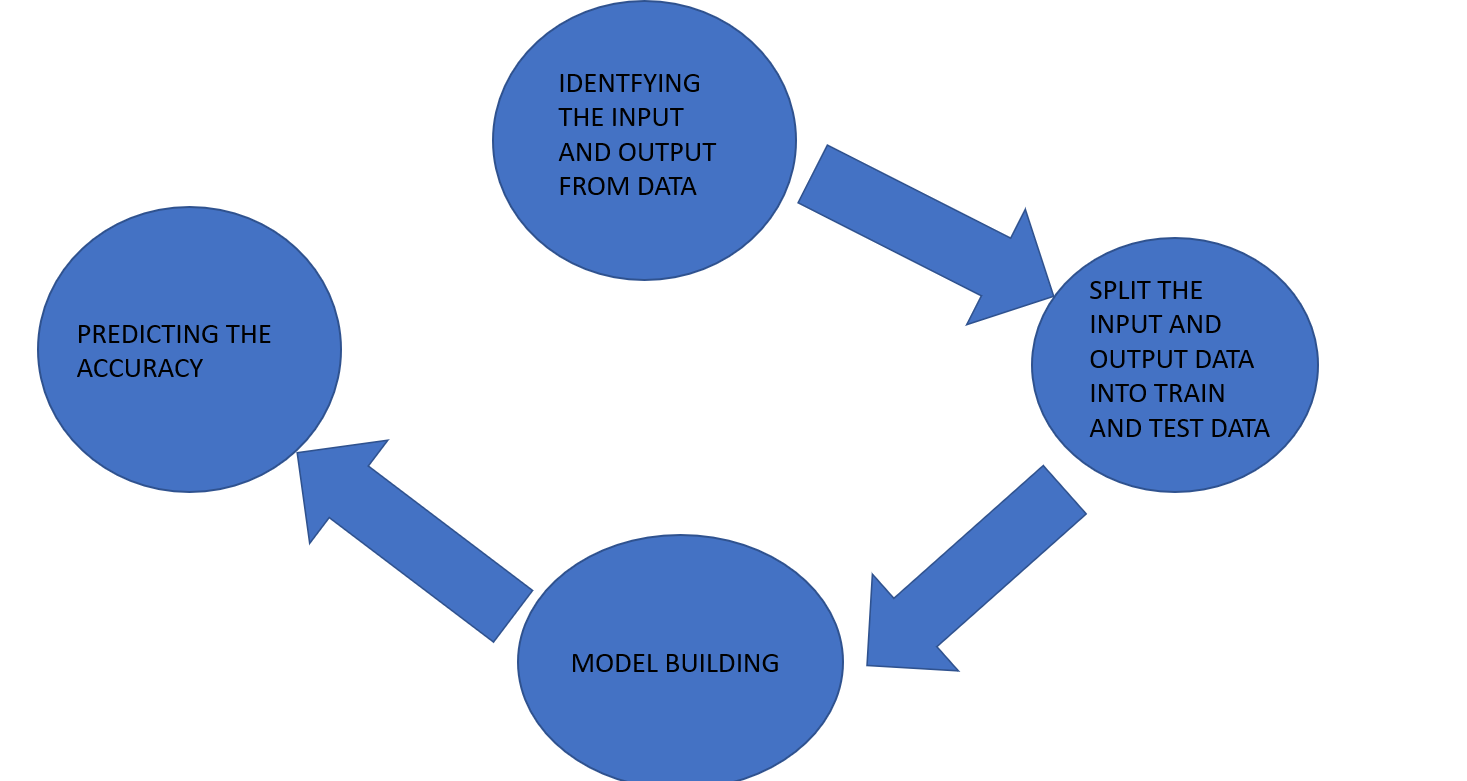 IDENTFYING
THE INPUT
AND OUTPUT
FROM DATA
SPLIT THE
INPUT AND
OUTPUT DATA
INTO TRAIN
AND TEST DATA
MODEL BUILDING
PREDICTING THE
ACCURACY